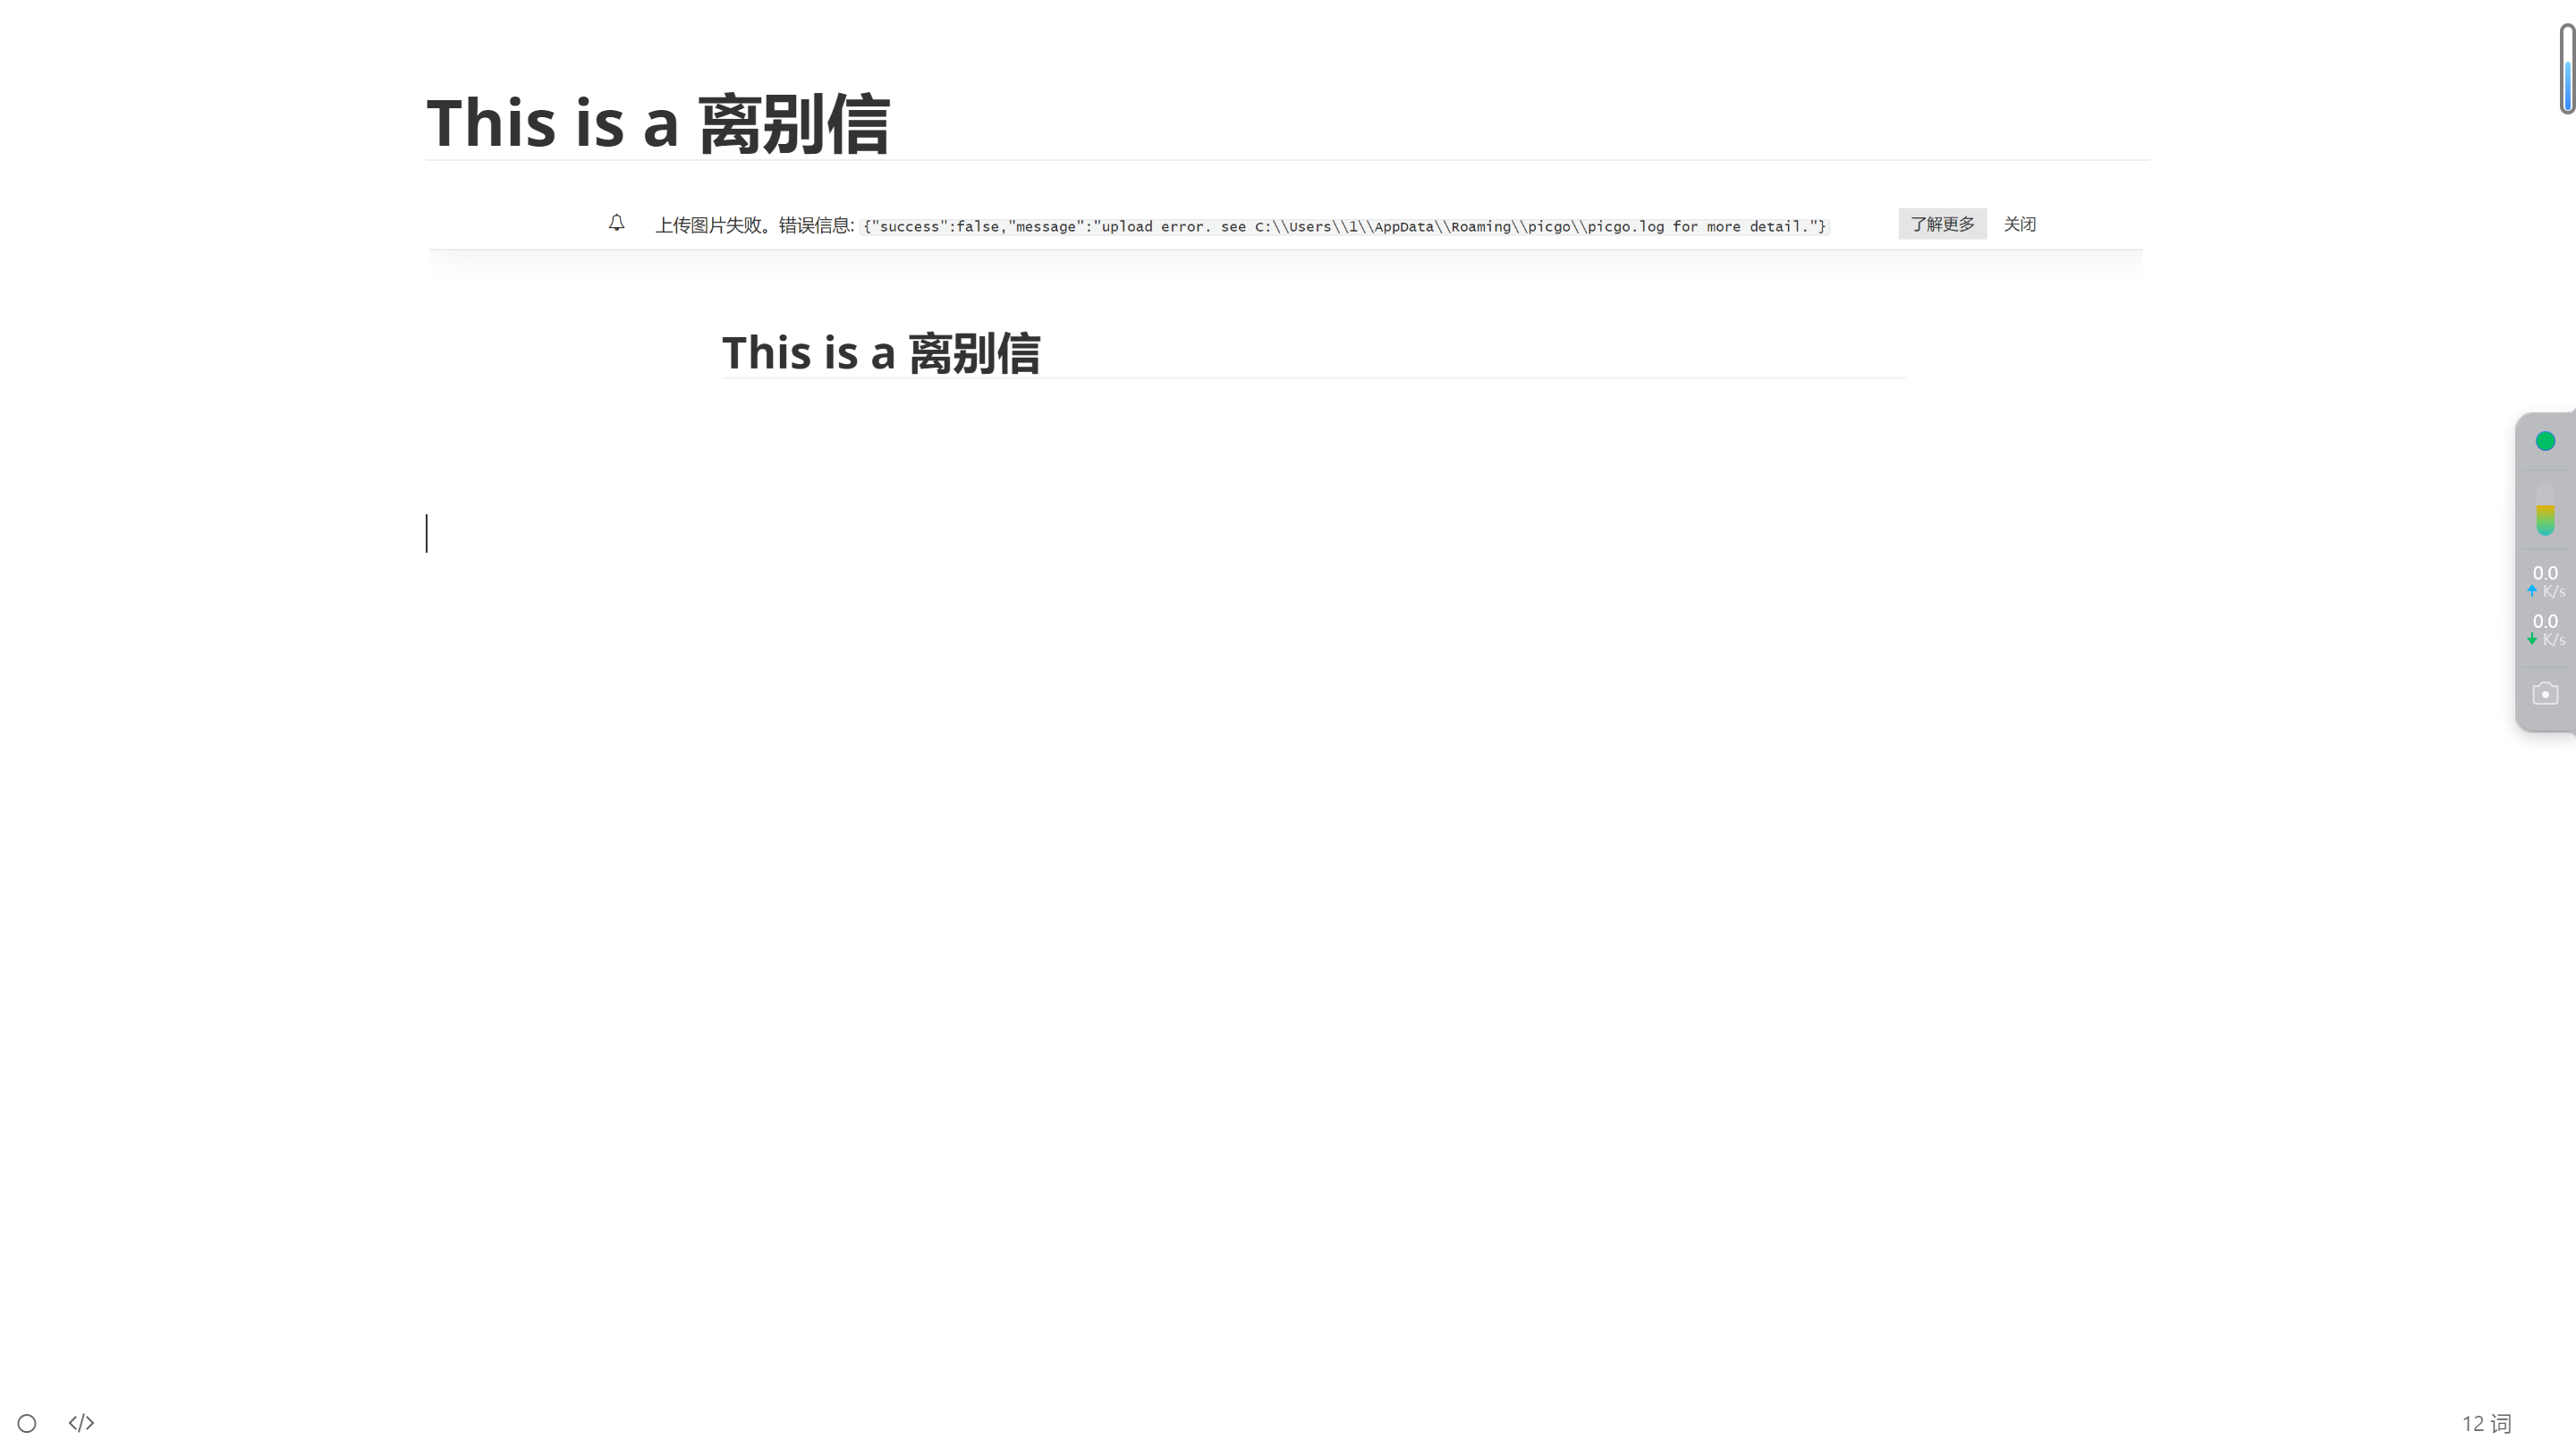 This is a 离别信
上传图片失败。错误信息: {"success":false,"message":"upload error. see C:\\Users\\l\\AppData\\Roaming\\picgo\\picgo.log for more detail."} 了解更多 关闭
This is a 离别信
0.0
K/s
0.0
K/s
12 词